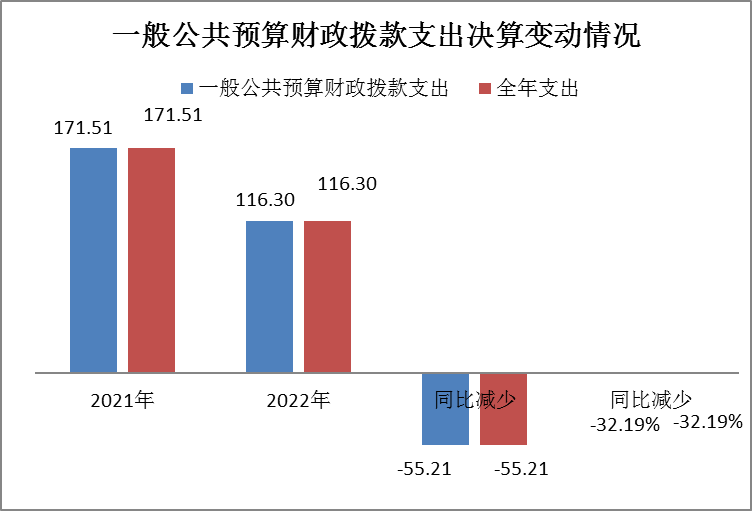 一般公共预算财政拨款支出决算变动情况
一般公共预算财政拨款支出 全年支出
171.51 171.51
116.30 116.30
2021年 2022年 同比减少 同比减少
-32.19% -32.19%
-55.21 -55.21